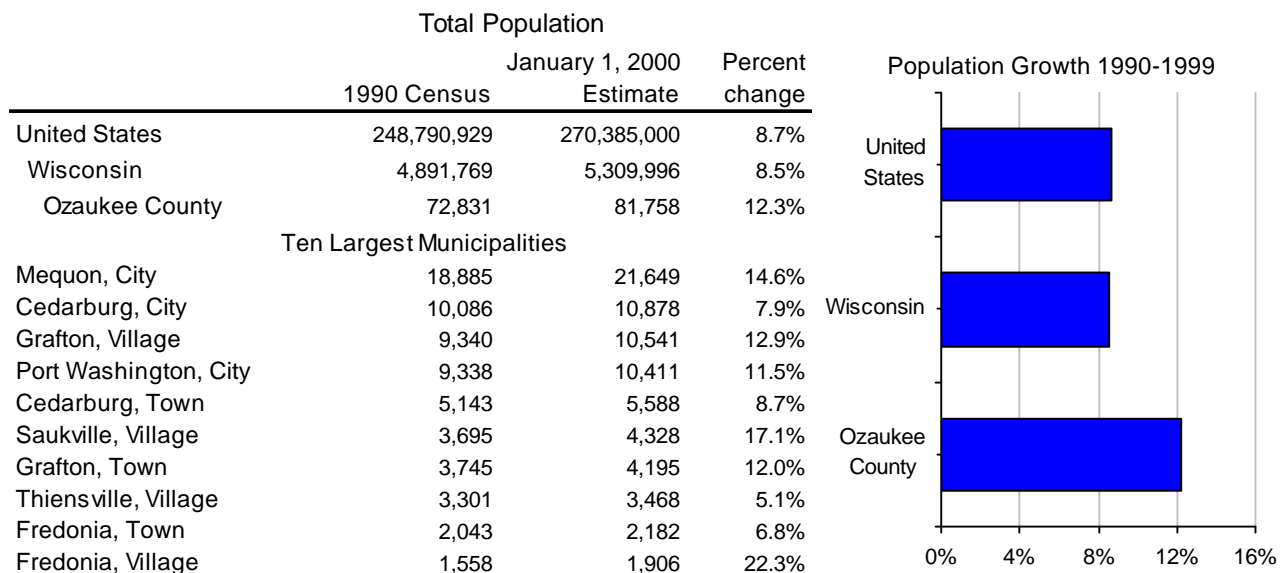 Total Population
January 1, 2000 Percent
1990 Census Estimate change
United States 248,790,929 270,385,000 8.7%
Wisconsin 4,891,769 5,309,996 8.5%
Ozaukee County 72,831 81,758 12.3%
Ten Largest Municipalities
Mequon, City 18,885 21,649 14.6%
Cedarburg, City 10,086 10,878 7.9%
Grafton, Village 9,340 10,541 12.9%
Port Washington, City 9,338 10,411 11.5%
Cedarburg, Town 5,143 5,588 8.7%
Saukville, Village 3,695 4,328 17.1%
Grafton, Town 3,745 4,195 12.0%
Thiensville, Village 3,301 3,468 5.1%
Fredonia, Town 2,043 2,182 6.8%
Fredonia, Village 1,558 1,906 22.3%
Population Growth 1990-1999
United
States
Wisconsin
Ozaukee
County
0% 4% 8% 12% 16%